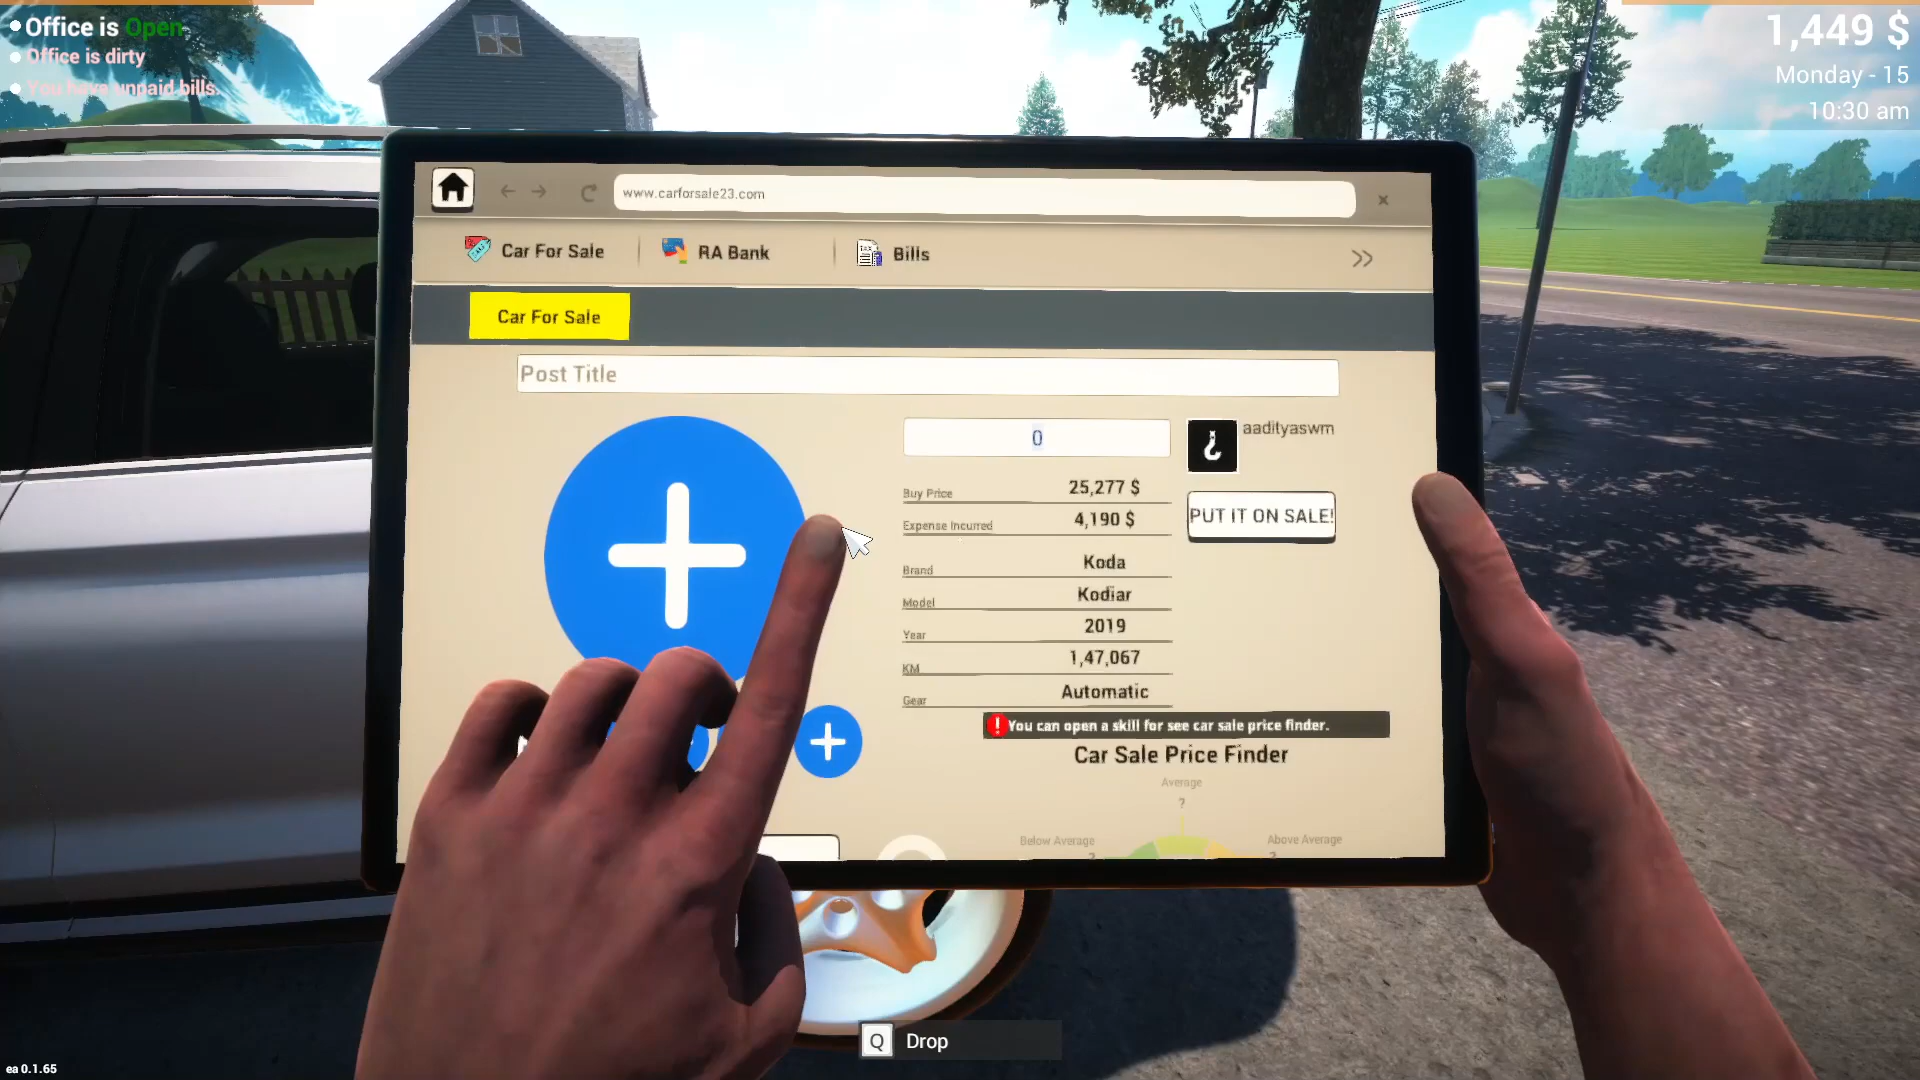 Office is Open
Office is dirty
You have unpaid bills.
1,449 $
Monday - 15
10:30 am
www.carforsale23.com
Car For Sale
RA Bank
Bills
Car For Sale
Post Title
0
aadityaswm
Buy Price 25,277 $
Expense Incurred 4,190 $
PUT IT ON SALE!
Brand Koda
Model Kodiar
Year 2019
KM 1,47,067
Gear Automatic
You can open a skill for see car sale price finder.
Car Sale Price Finder
Average
?
Below Average
Above Average
Q Drop
ea 0.1.65